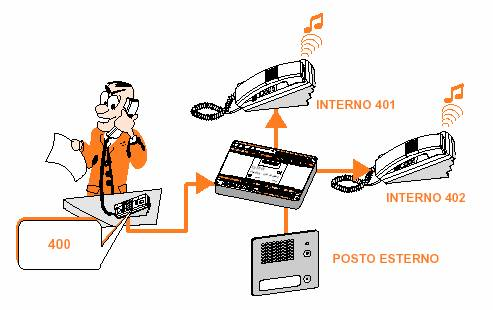 INTERNO 401
INTERNO 402
400
POSTO ESTERNO